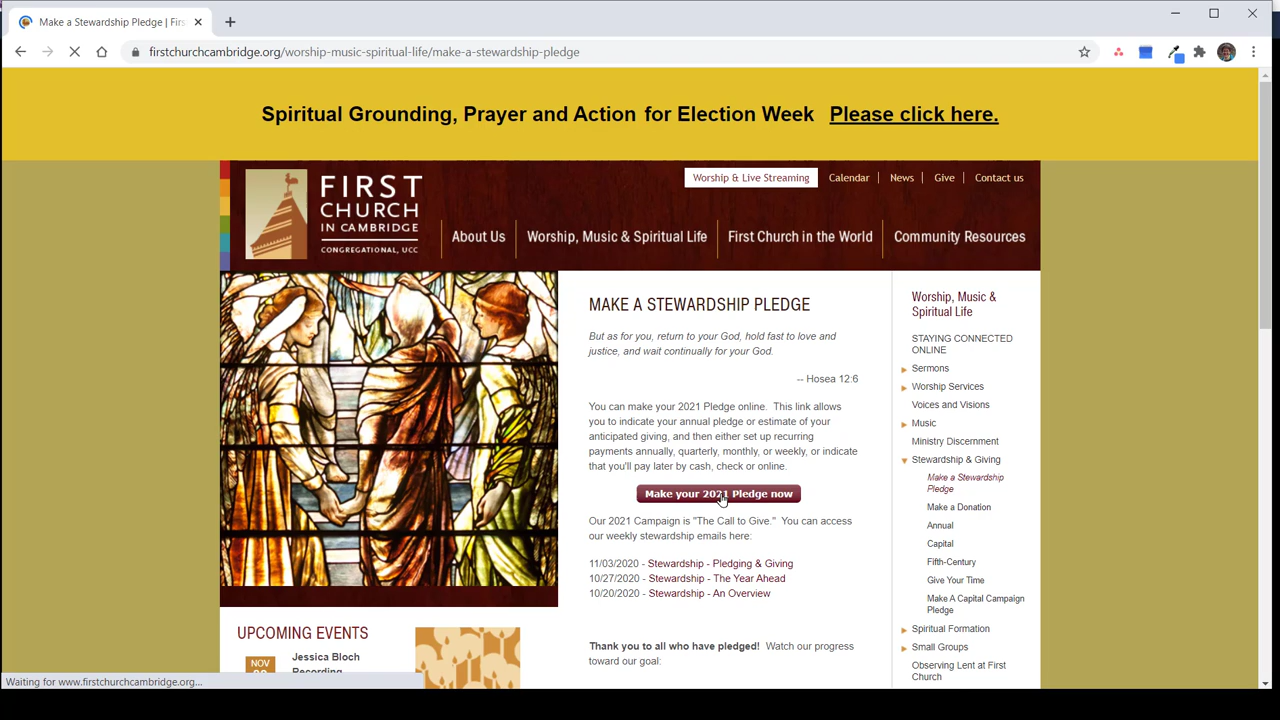 Make a Stewardship Pledge | Firs
firstchurchcambridge.org/worship-music-spiritual-life/make-a-stewardship-pledge
Spiritual Grounding, Prayer and Action for Election Week Please click here.
FIRST
CHURCH
IN CAMBRIDGE
CONGREGATIONAL, UCC
Worship & Live Streaming
Calendar
News
Give
Contact us
About Us
Worship, Music & Spiritual Life
First Church in the World
Community Resources
MAKE A STEWARDSHIP PLEDGE
But as for you, return to your God, hold fast to love and
justice, and wait continually for your God.
-- Hosea 12:6
You can make your 2021 Pledge online. This link allows
you to indicate your annual pledge or estimate of your
anticipated giving, and then either set up recurring
payments annually, quarterly, monthly, or weekly, or indicate
that you'll pay later by cash, check or online.
Make your 2021 Pledge now
Our 2021 Campaign is "The Call to Give." You can access
our weekly stewardship emails here:
11/03/2020 - Stewardship - Pledging & Giving
10/27/2020 - Stewardship - The Year Ahead
10/20/2020 - Stewardship - An Overview
Thank you to all who have pledged! Watch our progress
toward our goal:
Worship, Music &
Spiritual Life
STAYING CONNECTED
ONLINE
Sermons
Worship Services
Voices and Visions
Music
Ministry Discernment
Stewardship & Giving
Make a Stewardship
Pledge
Make a Donation
Annual
Capital
Fifth-Century
Give Your Time
Make A Capital Campaign
Pledge
Spiritual Formation
Small Groups
Observing Lent at First
Church
UPCOMING EVENTS
NOV
Jessica Bloch
Recording
Waiting for www.firstchurchcambridge.org...